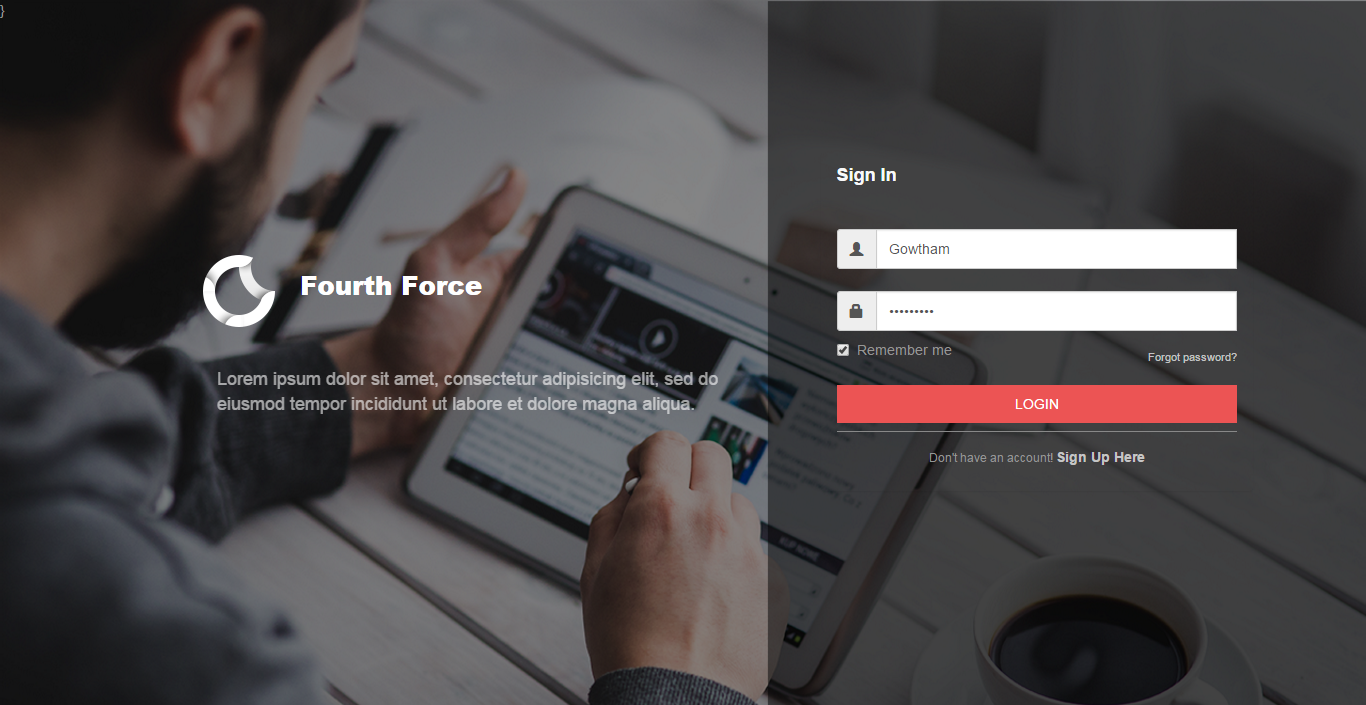 }
Fourth Force
Lorem ipsum dolor sit amet, consectetur adipisicing elit, sed do
eiusmod tempor incididunt ut labore et dolore magna aliqua.
Sign In
Gowtham
•••••••••
Remember me
Forgot password?
LOGIN
Don't have an account! Sign Up Here